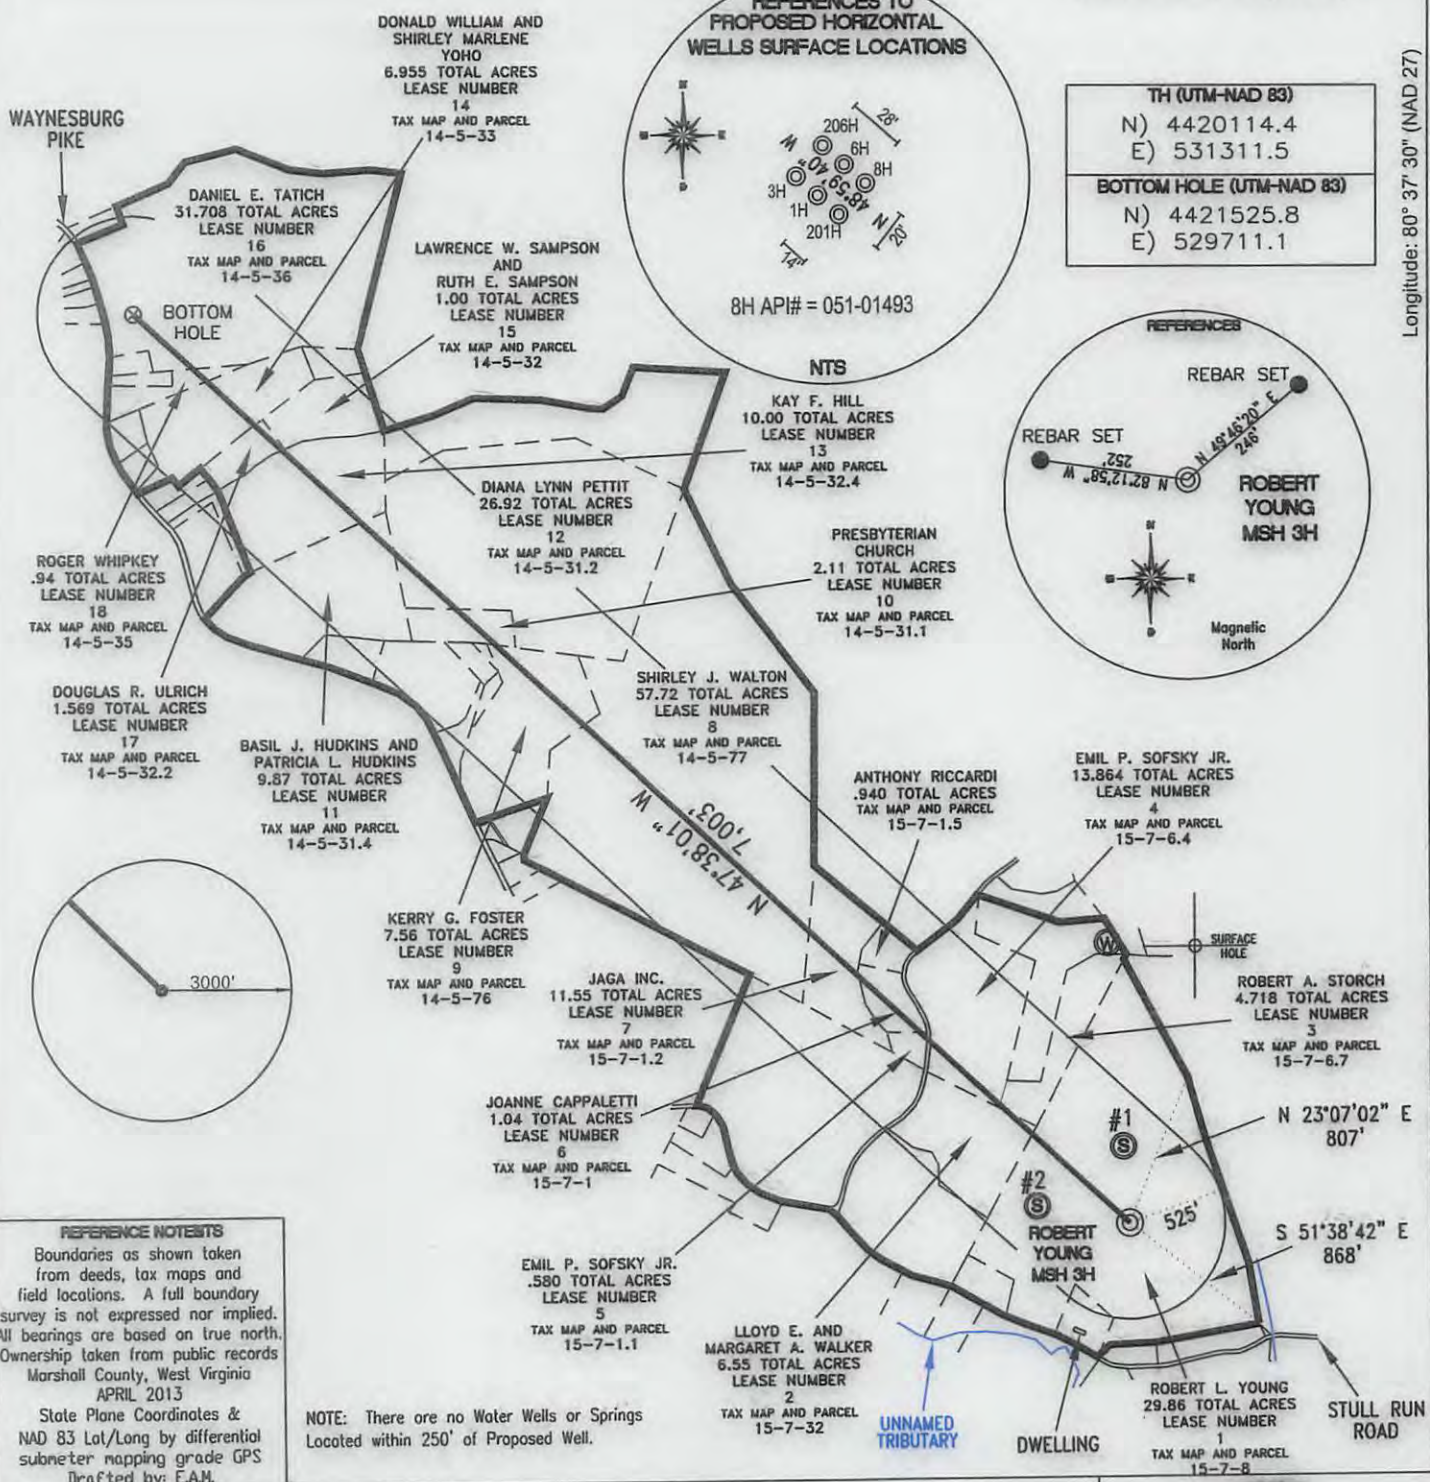 DONALD WILLIAM AND
SHIRLEY MARLENE
YOHO
6.955 TOTAL ACRES
LEASE NUMBER
14
TAX MAP AND PARCEL
14-5-33
REFERENCES TO
PROPOSED HORIZONTAL
WELLS SURFACE LOCATIONS
206H
28'
6H
8H
3H
1H
201H
N 48°59'40" W
20'
14'
8H API# = 051-01493
NTS
TH (UTM-NAD 83)
N) 4420114.4
E) 531311.5
BOTTOM HOLE (UTM-NAD 83)
N) 4421525.8
E) 529711.1
Longitude: 80° 37' 30" (NAD 27)
WAYNESBURG
PIKE
DANIEL E. TATICH
31.708 TOTAL ACRES
LEASE NUMBER
16
TAX MAP AND PARCEL
14-5-36
BOTTOM
HOLE
LAWRENCE W. SAMPSON
AND
RUTH E. SAMPSON
1.00 TOTAL ACRES
LEASE NUMBER
15
TAX MAP AND PARCEL
14-5-32
KAY F. HILL
10.00 TOTAL ACRES
LEASE NUMBER
13
TAX MAP AND PARCEL
14-5-32.4
REFERENCES
REBAR SET
N 49°46'20" E
246'
REBAR SET
252'
N 82°12'58" W
ROBERT
YOUNG
MSH 3H
Magnetic
North
DIANA LYNN PETTIT
26.92 TOTAL ACRES
LEASE NUMBER
12
TAX MAP AND PARCEL
14-5-31.2
PRESBYTERIAN
CHURCH
2.11 TOTAL ACRES
LEASE NUMBER
10
TAX MAP AND PARCEL
14-5-31.1
ROGER WHIPKEY
.94 TOTAL ACRES
LEASE NUMBER
18
TAX MAP AND PARCEL
14-5-35
DOUGLAS R. ULRICH
1.569 TOTAL ACRES
LEASE NUMBER
17
TAX MAP AND PARCEL
14-5-32.2
BASIL J. HUDKINS AND
PATRICIA L. HUDKINS
9.87 TOTAL ACRES
LEASE NUMBER
11
TAX MAP AND PARCEL
14-5-31.4
SHIRLEY J. WALTON
57.72 TOTAL ACRES
LEASE NUMBER
8
TAX MAP AND PARCEL
14-5-77
N 47°38'01" W
7,003'
ANTHONY RICCARDI
.940 TOTAL ACRES
TAX MAP AND PARCEL
15-7-1.5
EMIL P. SOFSKY JR.
13.864 TOTAL ACRES
LEASE NUMBER
4
TAX MAP AND PARCEL
15-7-6.4
3000'
KERRY G. FOSTER
7.56 TOTAL ACRES
LEASE NUMBER
9
TAX MAP AND PARCEL
14-5-76
JAGA INC.
11.55 TOTAL ACRES
LEASE NUMBER
7
TAX MAP AND PARCEL
15-7-1.2
W
SURFACE
HOLE
ROBERT A. STORCH
4.718 TOTAL ACRES
LEASE NUMBER
3
TAX MAP AND PARCEL
15-7-6.7
JOANNE CAPPALETTI
1.04 TOTAL ACRES
LEASE NUMBER
6
TAX MAP AND PARCEL
15-7-1
#1
S
N 23°07'02" E
807'
#2
S
ROBERT
YOUNG
MSH 3H
525'
S 51°38'42" E
868'
EMIL P. SOFSKY JR.
.580 TOTAL ACRES
LEASE NUMBER
5
TAX MAP AND PARCEL
15-7-1.1
LLOYD E. AND
MARGARET A. WALKER
6.55 TOTAL ACRES
LEASE NUMBER
2
TAX MAP AND PARCEL
15-7-32
UNNAMED
TRIBUTARY
DWELLING
ROBERT L. YOUNG
29.86 TOTAL ACRES
LEASE NUMBER
1
TAX MAP AND PARCEL
15-7-8
STULL RUN
ROAD
REFERENCE NOTENTS
Boundaries as shown taken
from deeds, tax maps and
field locations. A full boundary
survey is not expressed nor implied.
All bearings are based on true north.
Ownership taken from public records
Marshall County, West Virginia
APRIL 2013
State Plane Coordinates &
NAD 83 Lat/Long by differential
submeter mapping grade GPS
Drafted by: F.A.M.
NOTE: There are no Water Wells or Springs
Located within 250' of Proposed Well.